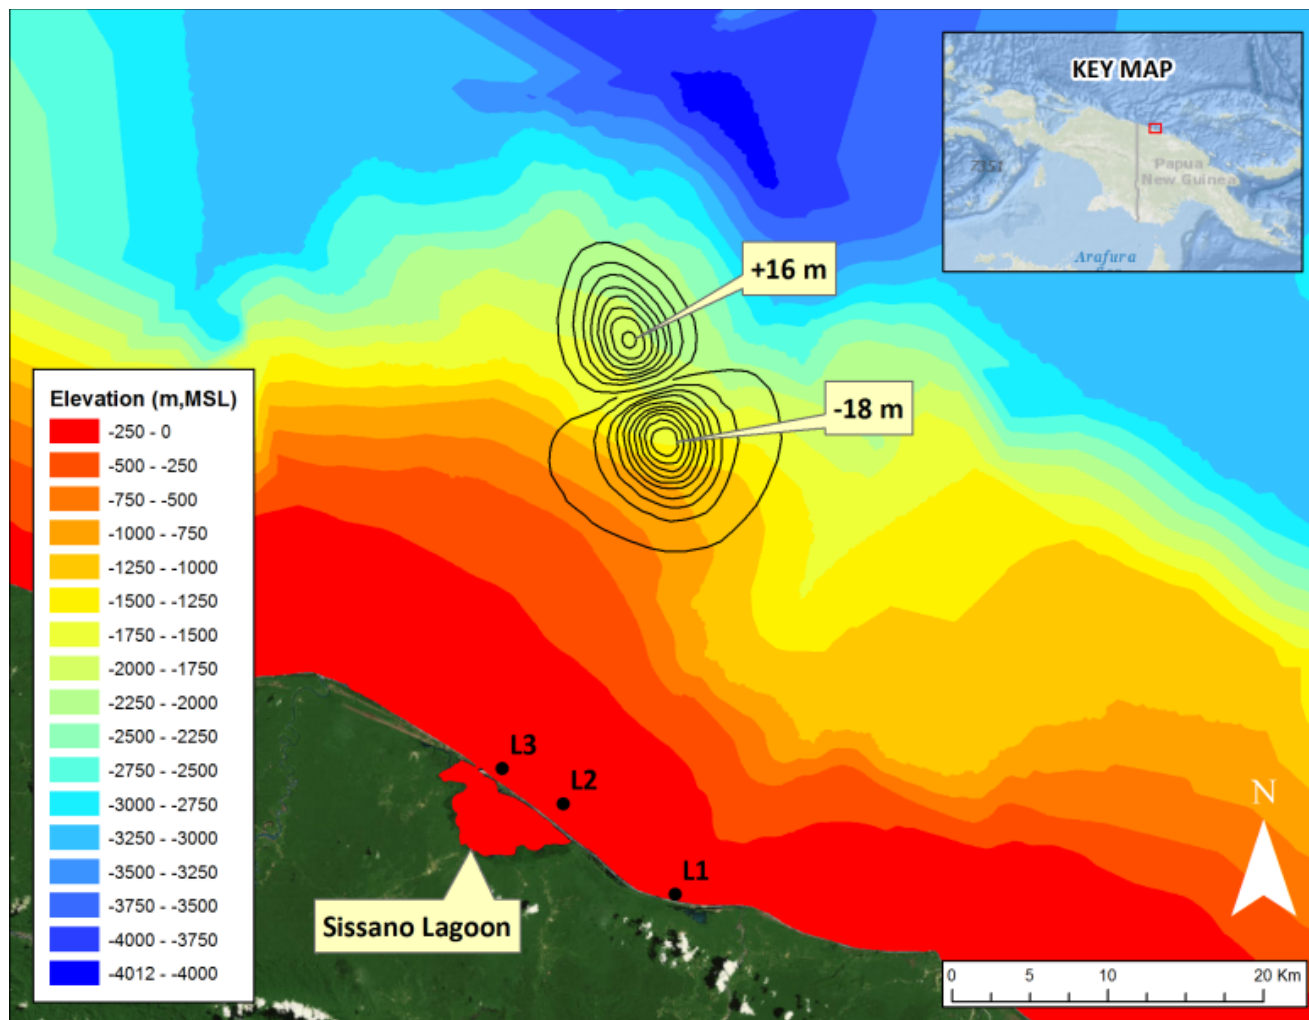 KEY MAP
7351
Papua
New Guinea
Arafura
+16 m
-18 m
Elevation (m,MSL)
-250 - 0
-500 - -250
-750 - -500
-1000 - -750
-1250 - -1000
-1500 - -1250
-1750 - -1500
-2000 - -1750
-2250 - -2000
-2500 - -2250
-2750 - -2500
-3000 - -2750
-3250 - -3000
-3500 - -3250
-3750 - -3500
-4000 - -3750
-4012 - -4000
L3
L2
L1
Sissano Lagoon
N
0 5 10 20 Km